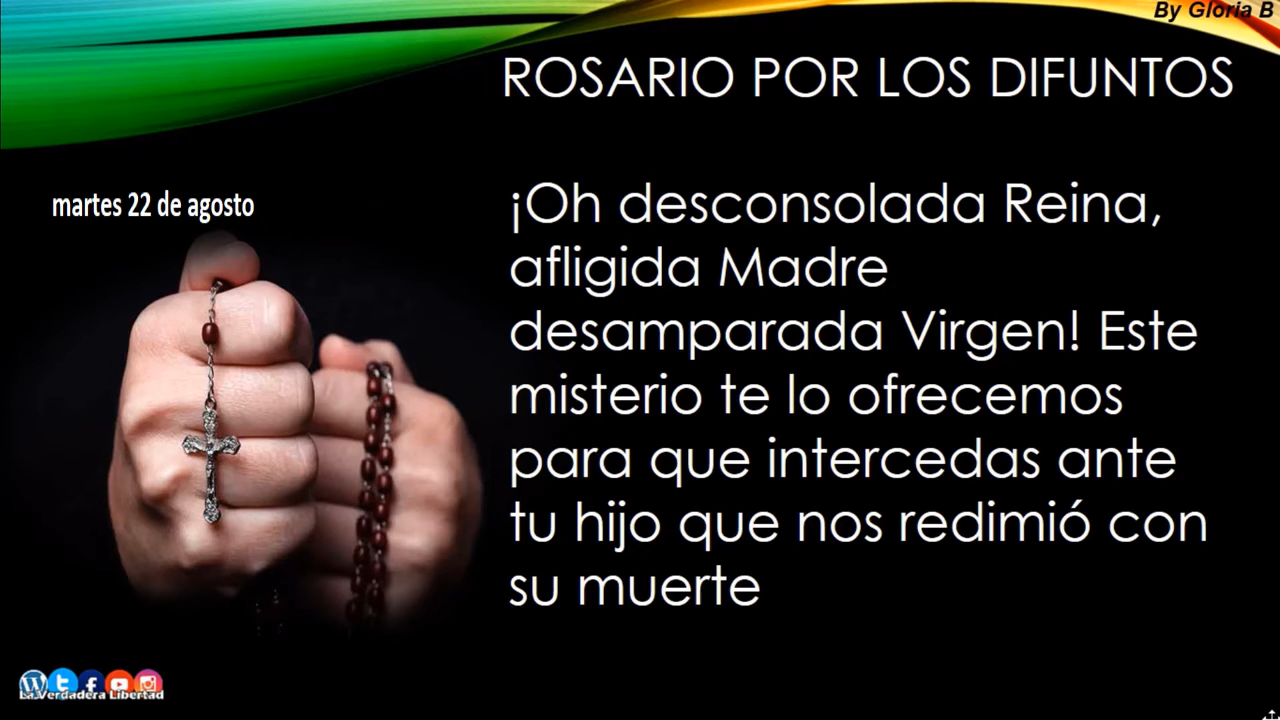 By Gloria B
ROSARIO POR LOS DIFUNTOS
martes 22 de agosto
¡Oh desconsolada Reina,
afligida Madre
desamparada Virgen! Este
misterio te lo ofrecemos
para que intercedas ante
tu hijo que nos redimió con
su muerte
La Verdadera Libertad